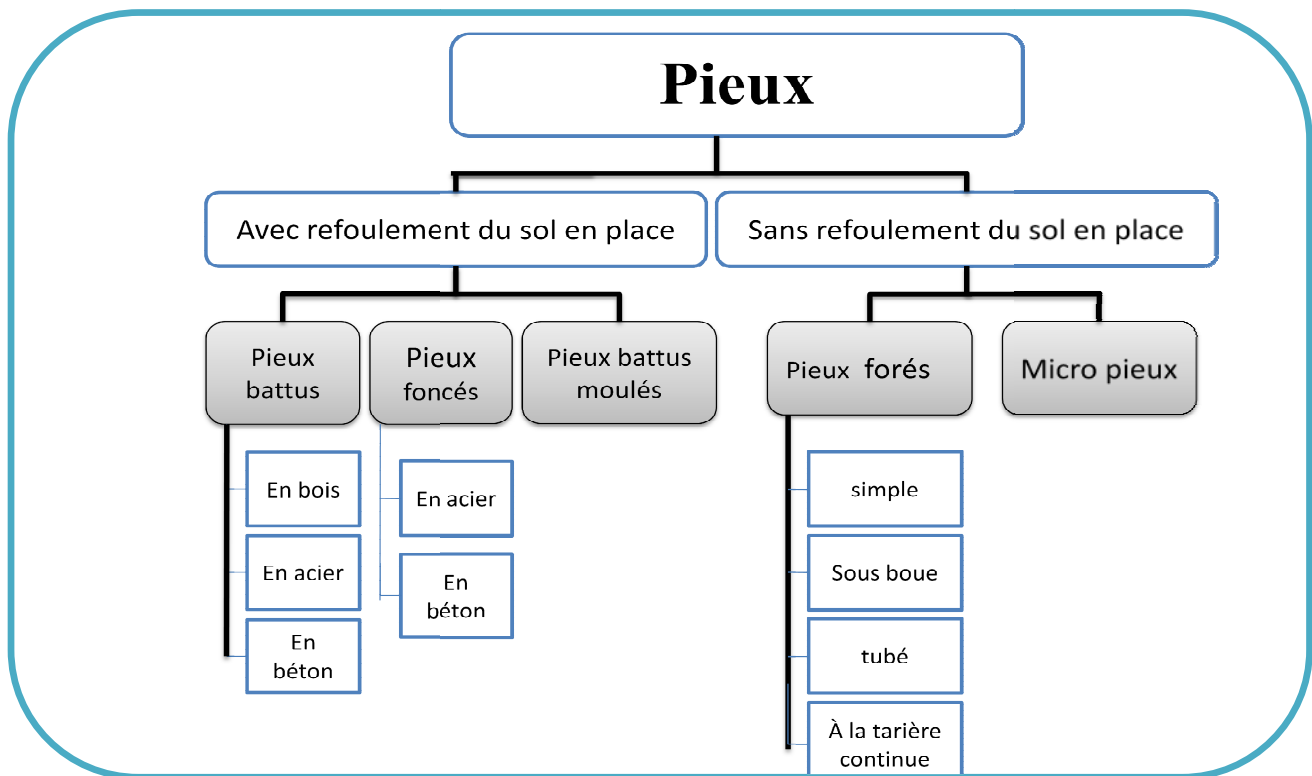 Pieux
Avec refoulement du sol en place
Sans refoulement du sol en place
Pieux
battus
Pieux
foncés
Pieux battus
moulés
Pieux forés
Micro pieux
En bois
En acier
En
béton
En acier
En
béton
simple
Sous boue
tubé
À la tarière
continue